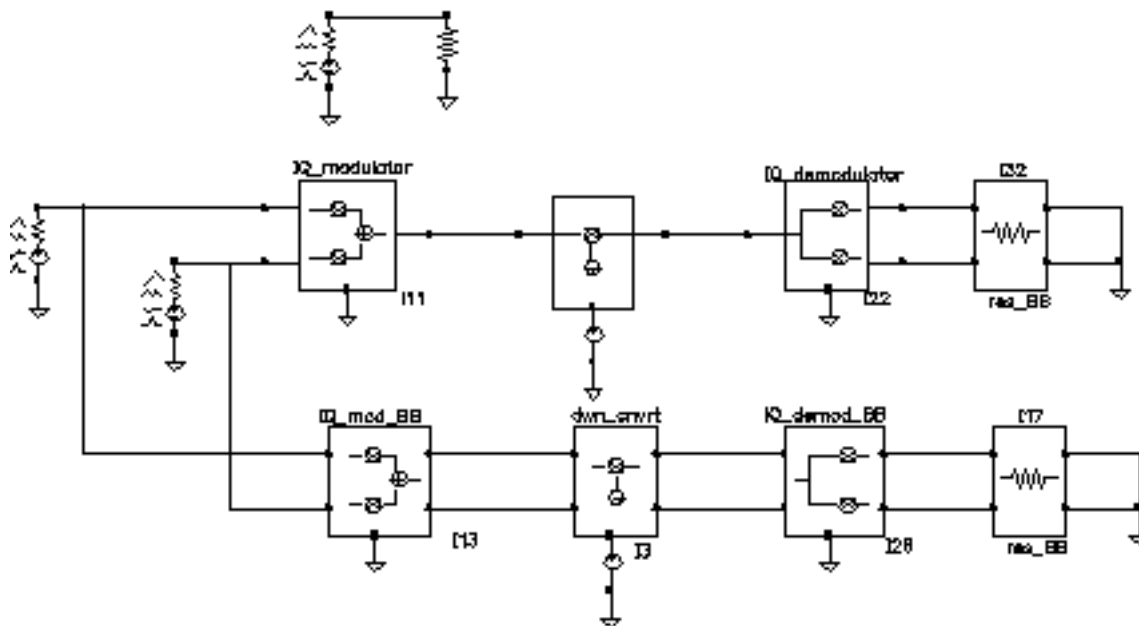 IQ_modulator
I11
IQ_demodulator
I22
I32
res_BB
IQ_mod_BB
I13
dwn_cnvrt
I3
IQ_demod_BB
I28
I17
res_BB